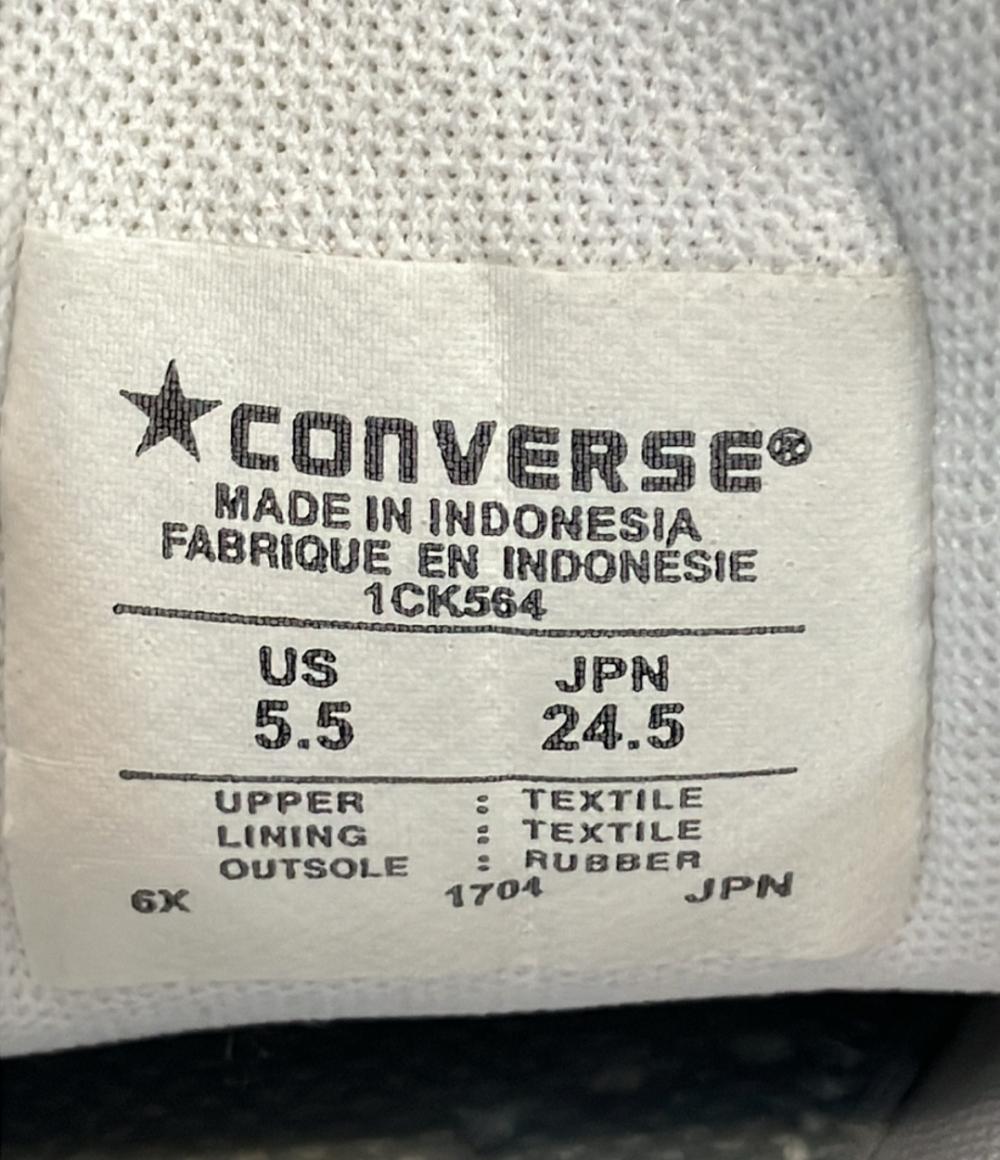 ★CONVERSE®
MADE IN INDONESIA
FABRIQUE EN INDONESIE
1CK564
US JPN
5.5 24.5
UPPER : TEXTILE
LINING : TEXTILE
OUTSOLE : RUBBER
6X 1704 JPN